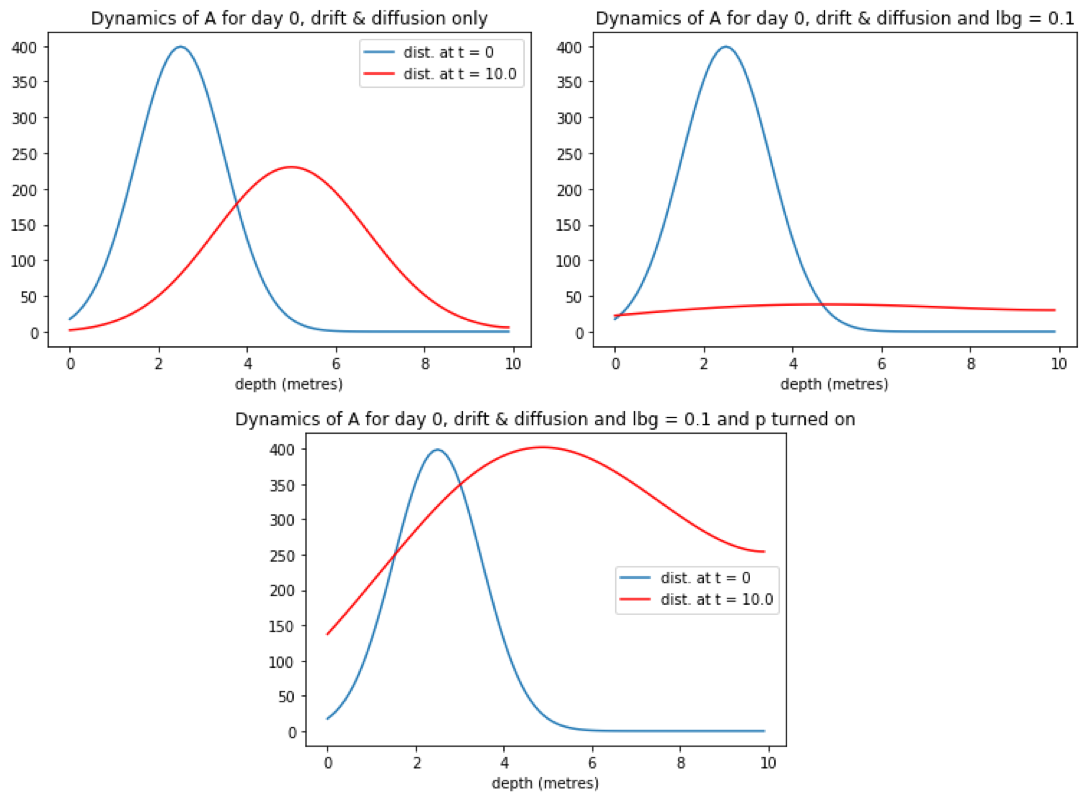 Dynamics of A for day 0, drift & diffusion only
400
350
300
250
200
150
100
50
0
dist. at t = 0
dist. at t = 10.0
0 2 4 6 8 10
depth (metres)
Dynamics of A for day 0, drift & diffusion and lbg = 0.1
400
350
300
250
200
150
100
50
0
0 2 4 6 8 10
depth (metres)
Dynamics of A for day 0, drift & diffusion and lbg = 0.1 and p turned on
400
350
300
250
200
150
100
50
0
dist. at t = 0
dist. at t = 10.0
0 2 4 6 8 10
depth (metres)